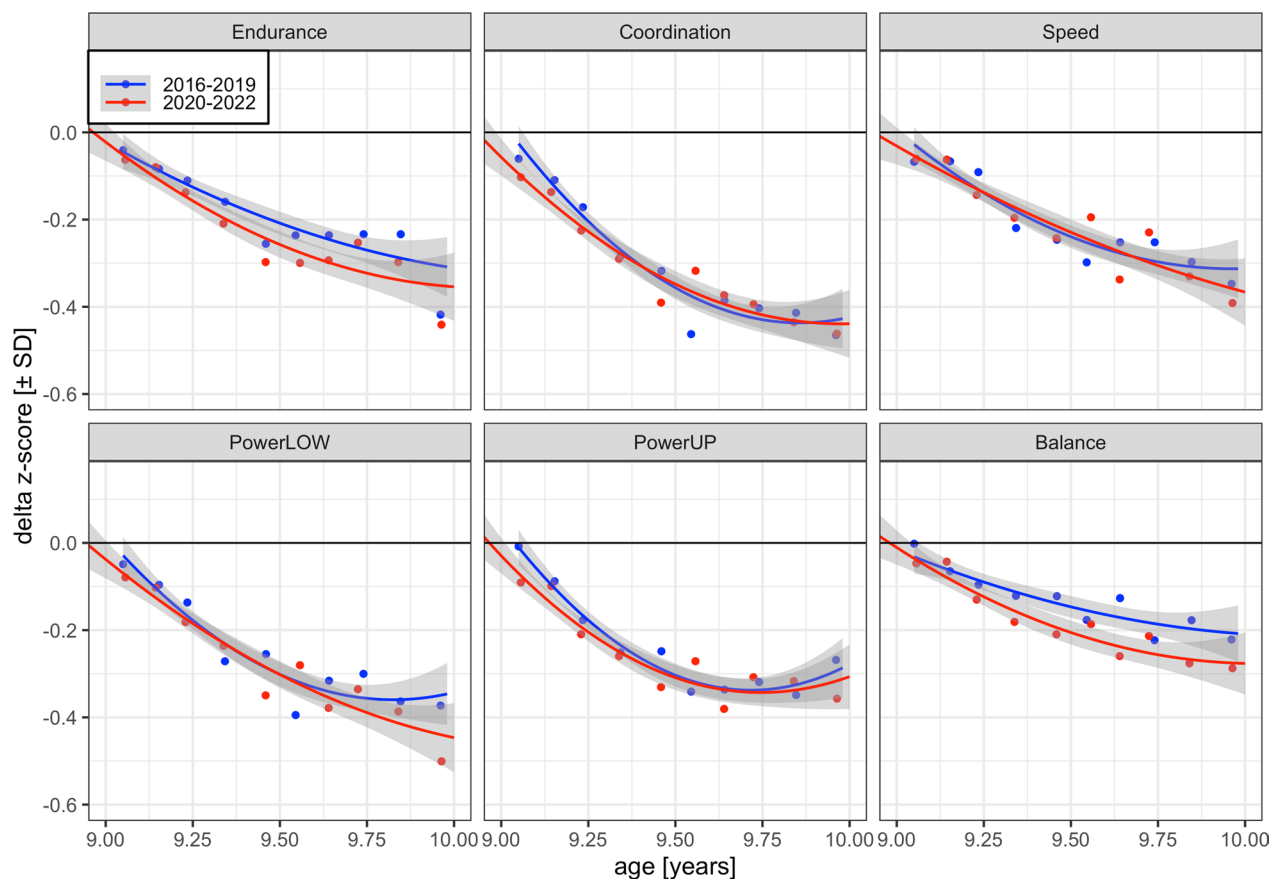 Endurance Coordination Speed
2016-2019
2020-2022
0.0
-0.2
-0.4
-0.6
PowerLOW PowerUP Balance
0.0
-0.2
-0.4
-0.6
delta z-score [± SD]
9.00 9.25 9.50 9.75 10.00 9.00 9.25 9.50 9.75 10.00 9.00 9.25 9.50 9.75 10.00
age [years]